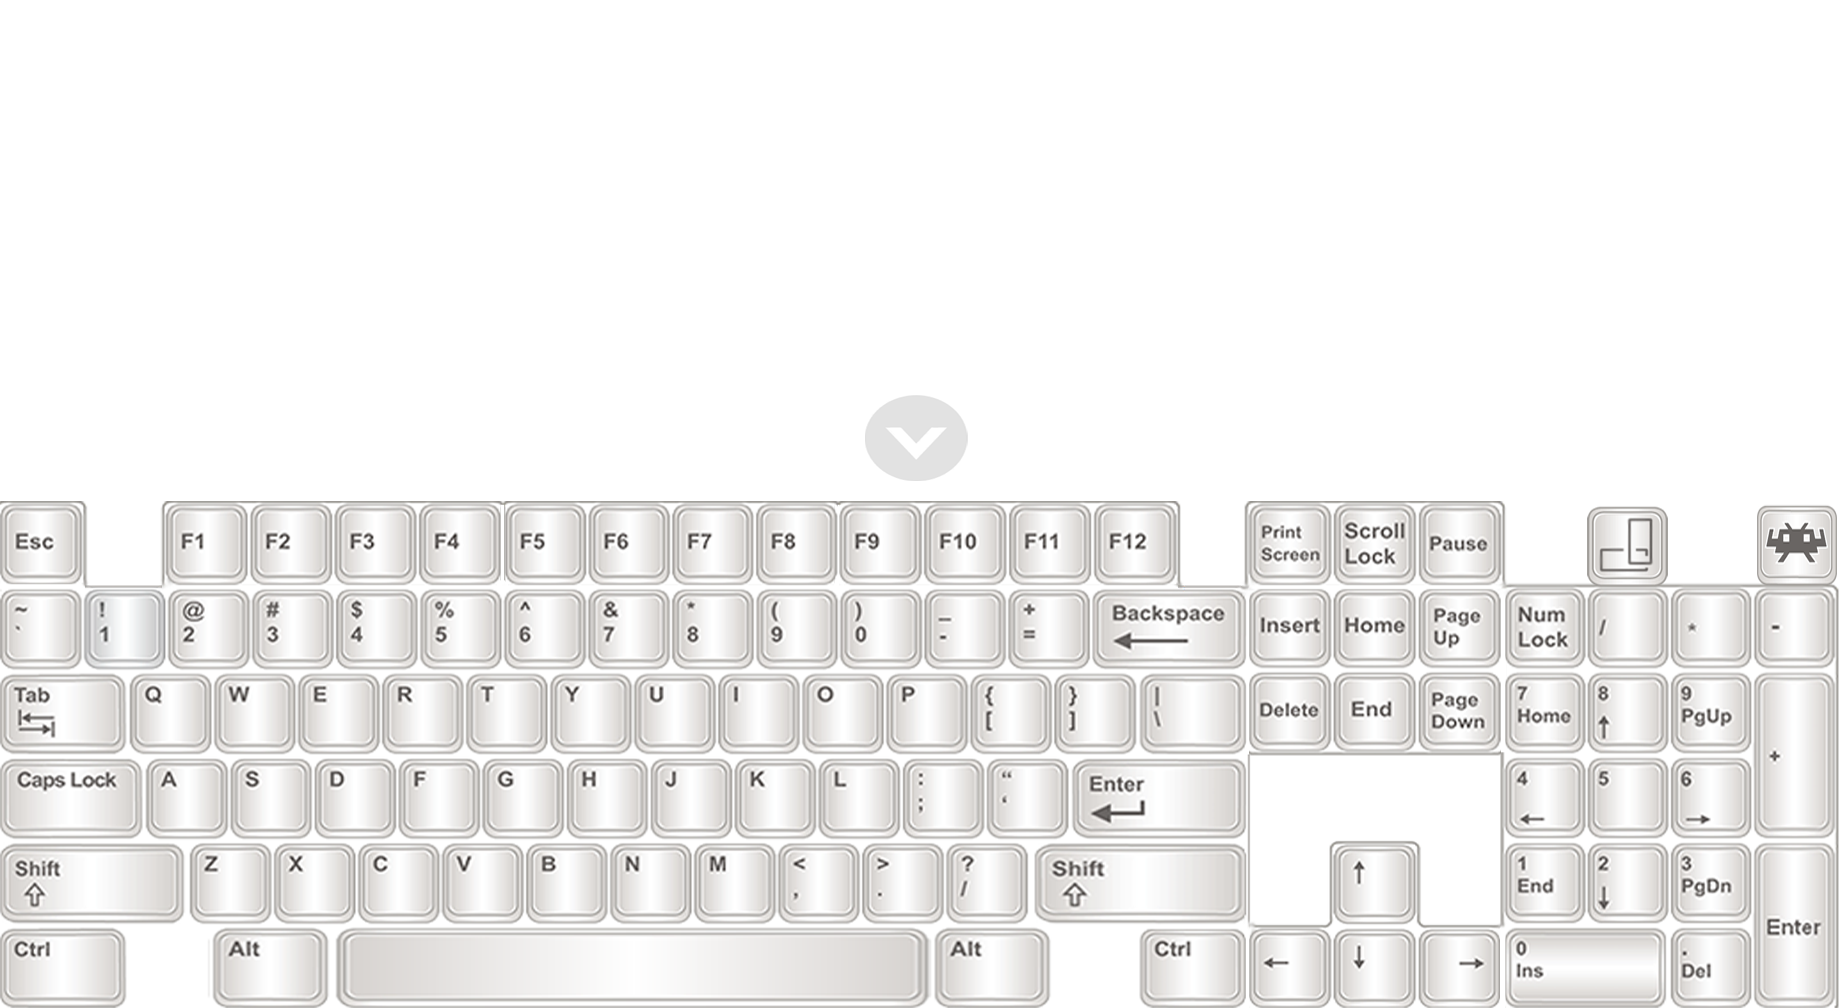 Esc F1 F2 F3 F4 F5 F6 F7 F8 F9 F10 F11 F12 Print Screen Scroll Lock Pause
~ ` ! 1 @ 2 # 3 $ 4 % 5 ^ 6 & 7 * 8 ( 9 ) 0 _ - + = Backspace Insert Home Page Up Num Lock / * -
Tab Q W E R T Y U I O P { [ } ] | \ Delete End Page Down 7 Home 8 9 PgUp +
Caps Lock A S D F G H J K L : ; “ ‘ Enter 4 5 6
Shift Z X C V B N M < , > . ? / Shift 1 End 2 3 PgDn Enter
Ctrl Alt Alt Ctrl 0 Ins . Del